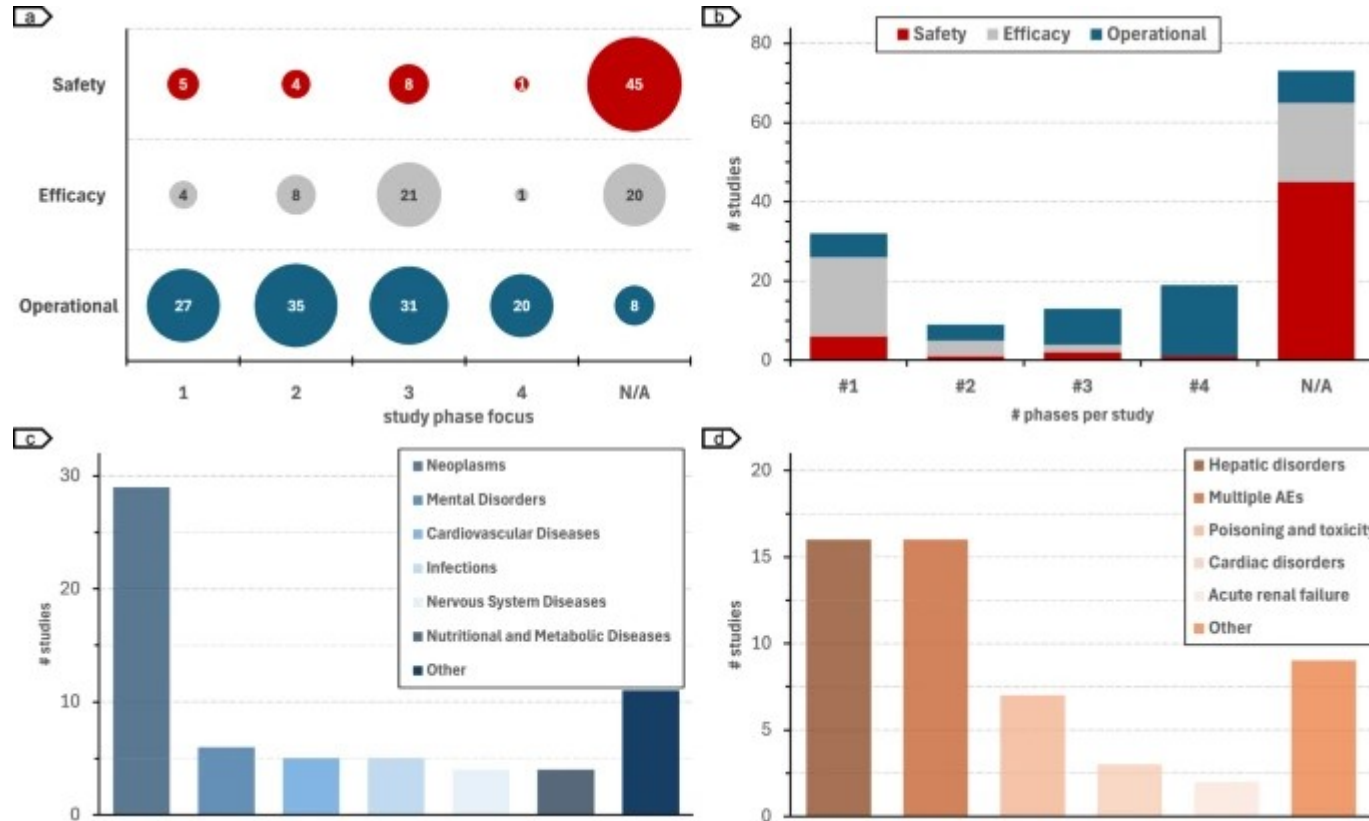 a
Safety
5
4
8
1
45
Efficacy
4
8
21
1
20
Operational
27
35
31
20
8
1
2
3
4
N/A
study phase focus
b
Safety Efficacy Operational
# studies
80
60
40
20
0
#1
#2
#3
#4
N/A
# phases per study
c
# studies
30
20
10
0
Neoplasms
Mental Disorders
Cardiovascular Diseases
Infections
Nervous System Diseases
Nutritional and Metabolic Diseases
Other
d
# studies
20
15
10
5
0
Hepatic disorders
Multiple AEs
Poisoning and toxicity
Cardiac disorders
Acute renal failure
Other